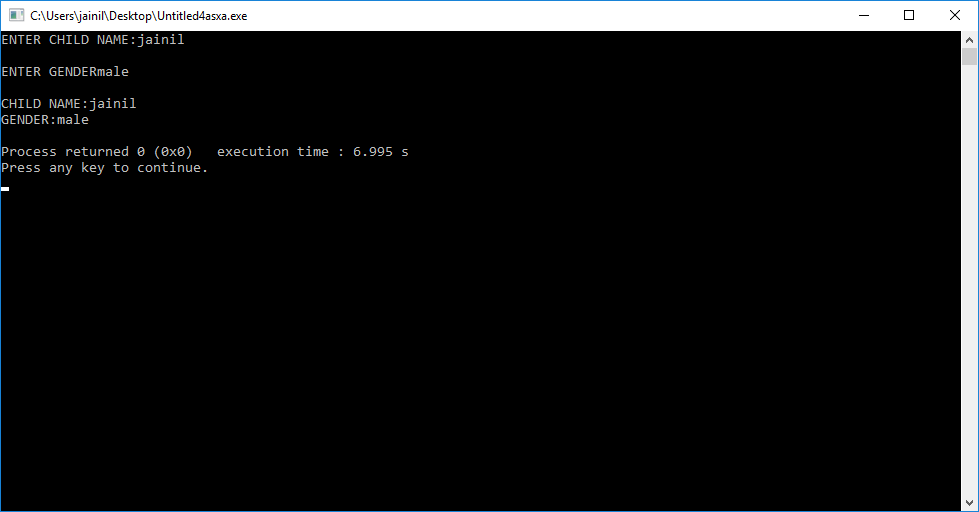 C:\Users\jainil\Desktop\Untitled4asxa.exe
ENTER CHILD NAME:jainil
ENTER GENDERmale
CHILD NAME:jainil
GENDER:male
Process returned 0 (0x0)   execution time : 6.995 s
Press any key to continue.